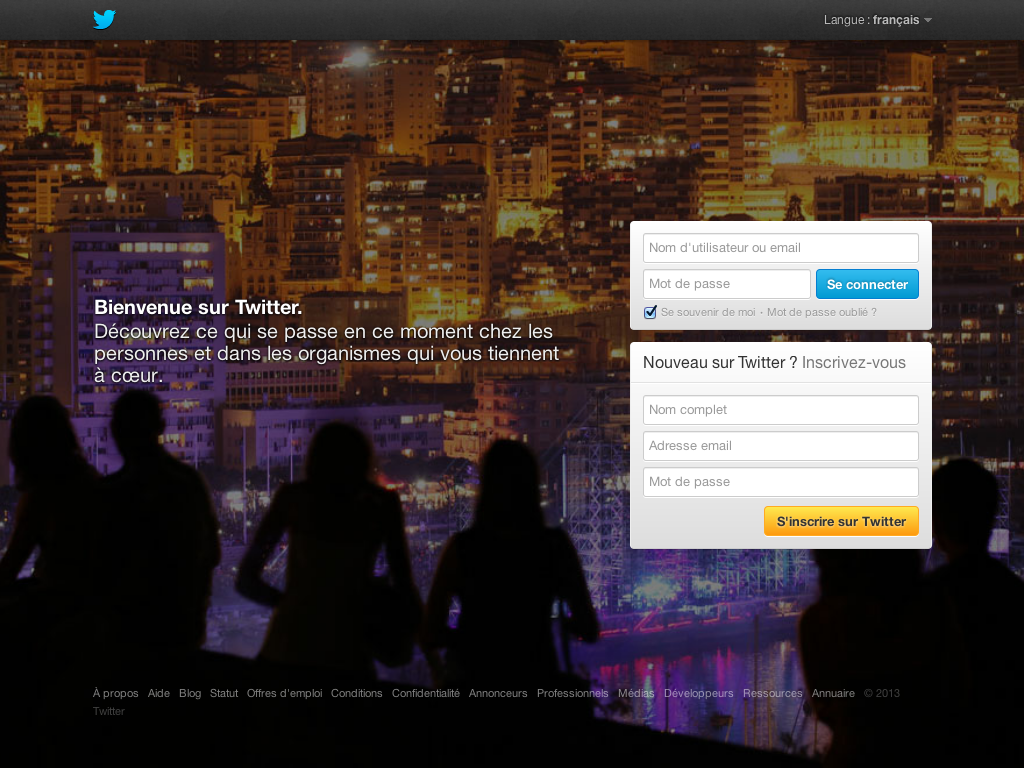 Langue : français
Bienvenue sur Twitter.
Découvrez ce qui se passe en ce moment chez les
personnes et dans les organismes qui vous tiennent
à cœur.
Nom d'utilisateur ou email
Mot de passe
Se connecter
Se souvenir de moi · Mot de passe oublié ?
Nouveau sur Twitter ? Inscrivez-vous
Nom complet
Adresse email
Mot de passe
S'inscrire sur Twitter
À propos Aide Blog Statut Offres d'emploi Conditions Confidentialité Annonceurs Professionnels Médias Développeurs Ressources Annuaire © 2013
Twitter